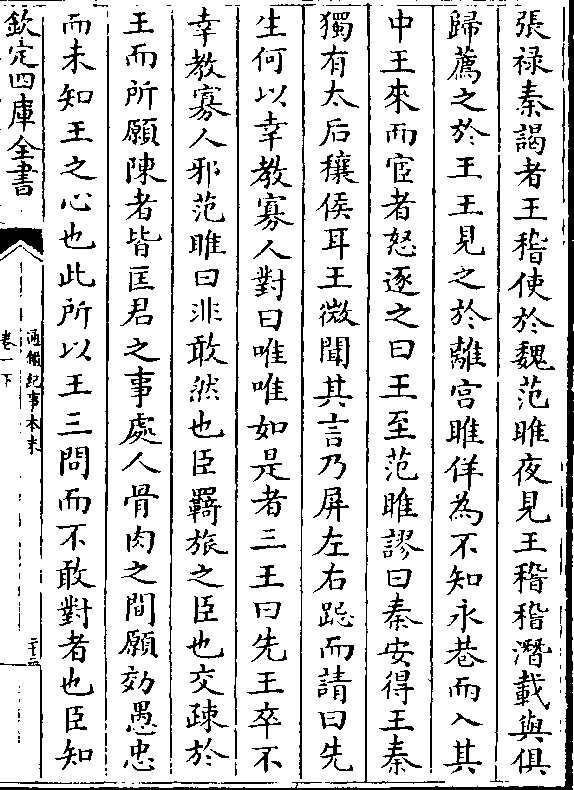 張祿秦謁者王稽使於魏范睢夜見王稽稽潛載與俱
歸薦之於王王見之於離宮睢佯為不知永巷而入其
中王來而宦者怒逐之曰王至范睢謬曰秦安得王秦
獨有太后穰侯耳王微聞其言乃屏左右跽而請曰先
生何以幸教寡人對曰唯唯如是者三王曰先王卒不
幸教寡人邪范睢曰非敢然也臣羇旅之臣也交疎於
王而所願陳者皆匡君之事處人骨肉之間願効愚忠
而未知王之心也此所以王三問而不敢對者也臣知
欽定四庫全書
通鑑紀事本末
卷一下
二十三